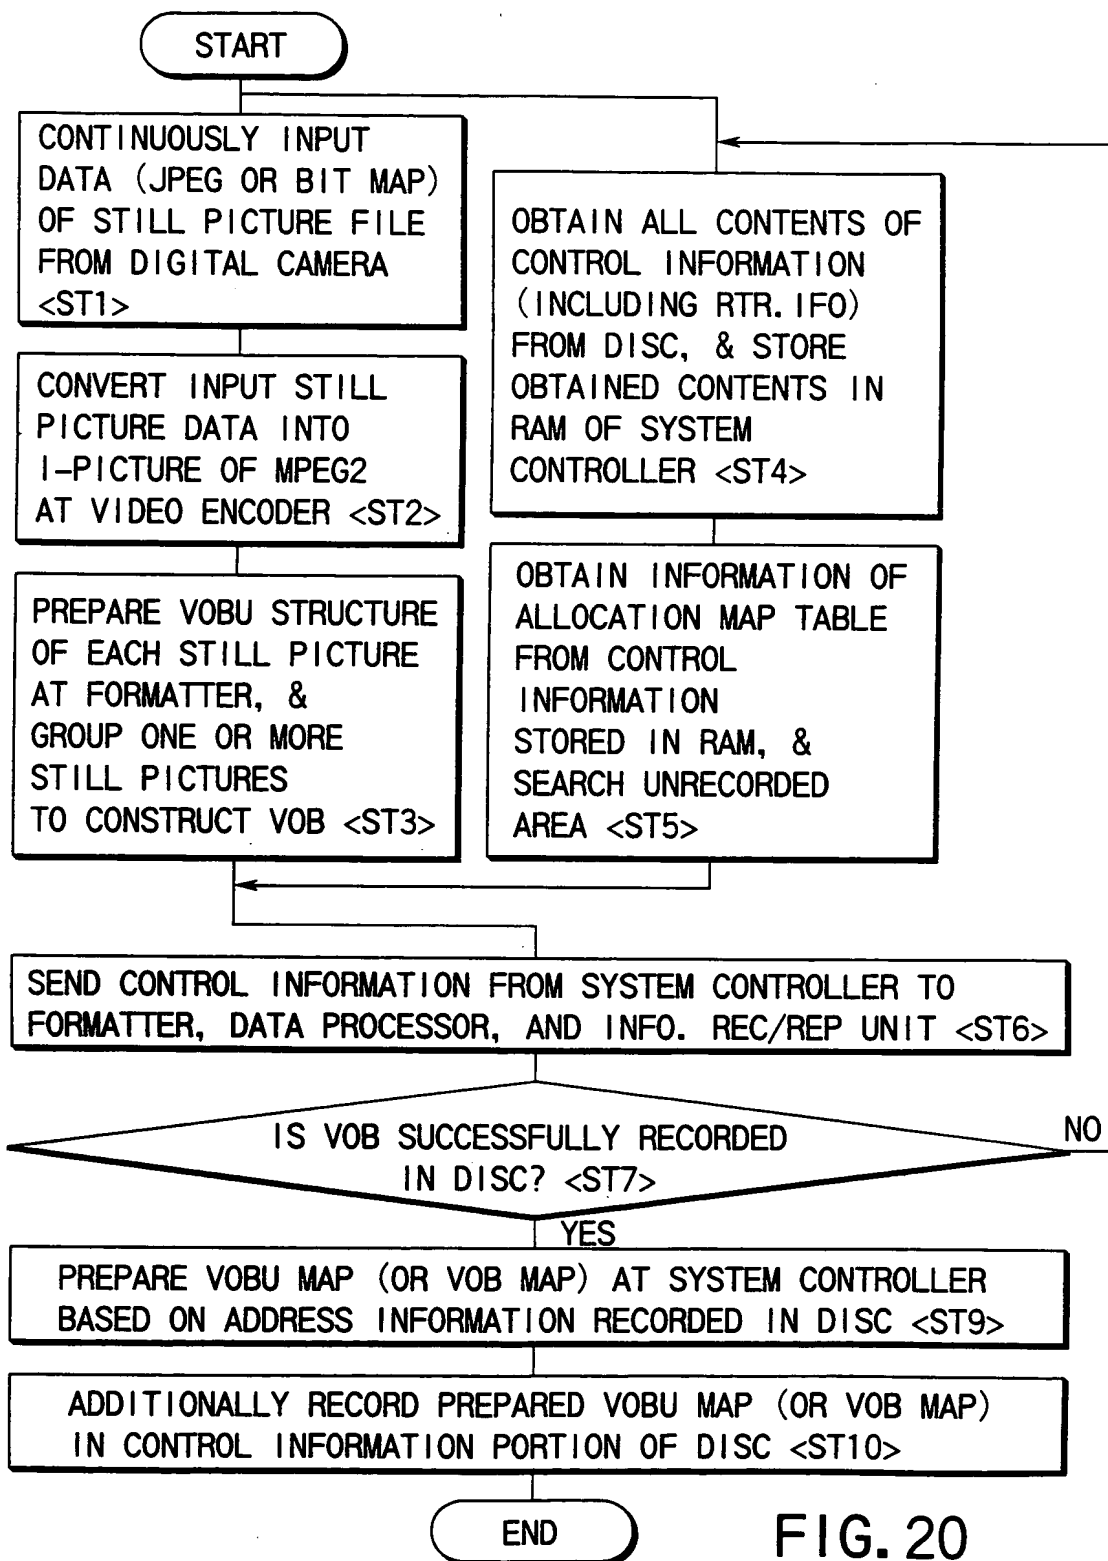 START
CONTINUOUSLY INPUT
DATA (JPEG OR BIT MAP)
OF STILL PICTURE FILE
FROM DIGITAL CAMERA
<ST1>
CONVERT INPUT STILL
PICTURE DATA INTO
I-PICTURE OF MPEG2
AT VIDEO ENCODER <ST2>
PREPARE VOBU STRUCTURE
OF EACH STILL PICTURE
AT FORMATTER, &
GROUP ONE OR MORE
STILL PICTURES
TO CONSTRUCT VOB <ST3>
OBTAIN ALL CONTENTS OF
CONTROL INFORMATION
(INCLUDING RTR.IFO)
FROM DISC, & STORE
OBTAINED CONTENTS IN
RAM OF SYSTEM
CONTROLLER <ST4>
OBTAIN INFORMATION OF
ALLOCATION MAP TABLE
FROM CONTROL
INFORMATION
STORED IN RAM, &
SEARCH UNRECORDED
AREA <ST5>
SEND CONTROL INFORMATION FROM SYSTEM CONTROLLER TO
FORMATTER, DATA PROCESSOR, AND INFO. REC/REP UNIT <ST6>
IS VOB SUCCESSFULLY RECORDED
IN DISC? <ST7>
NO
YES
PREPARE VOBU MAP (OR VOB MAP) AT SYSTEM CONTROLLER
BASED ON ADDRESS INFORMATION RECORDED IN DISC <ST9>
ADDITIONALLY RECORD PREPARED VOBU MAP (OR VOB MAP)
IN CONTROL INFORMATION PORTION OF DISC <ST10>
END
FIG. 20